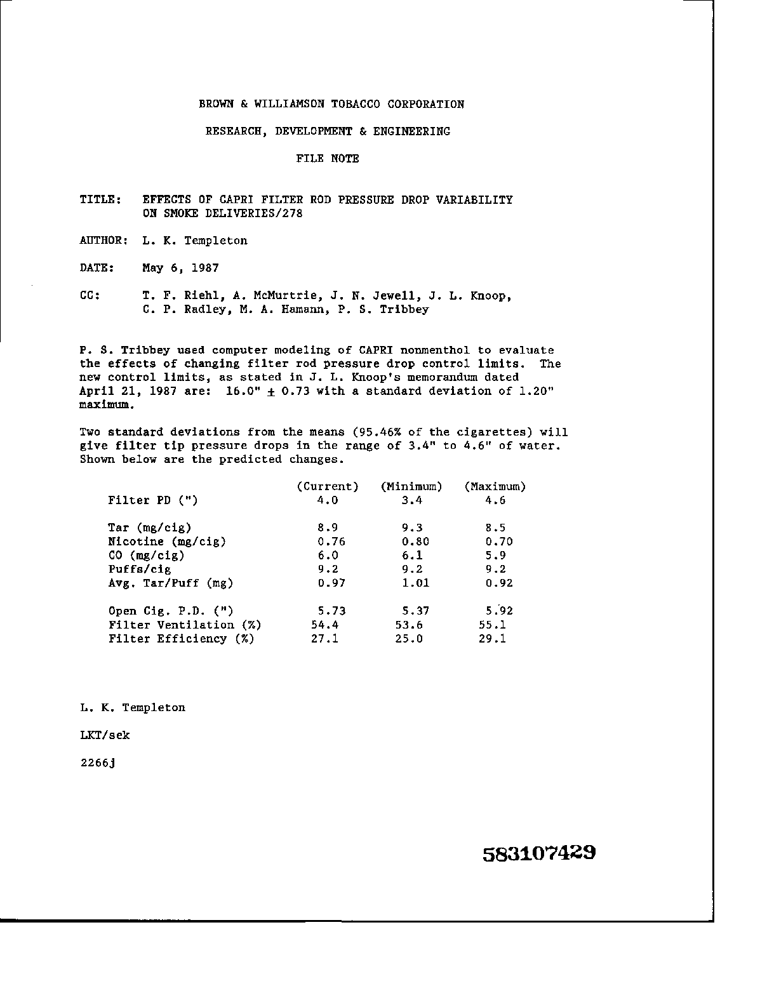 BROWN & WILLIAMSON TOBACCO CORPORATION
RESEARCH, DEVELOPMENT & ENGINEERING
FILE NOTE
TITLE: EFFECTS OF CAPRI FILTER ROD PRESSURE DROP VARIABILITY
ON SMOKE DELIVERIES/278
AUTHOR: L. K. Templeton
DATE: May 6, 1987
CC: T. F. Riehl, A. McMurtrie, J. N. Jewell, J. L. Knoop,
C. P. Radley, M. A. Hamann, P. S. Tribbey
P. S. Tribbey used computer modeling of CAPRI nonmenthol to evaluate
the effects of changing filter rod pressure drop control limits. The
new control limits, as stated in J. L. Knoop's memorandum dated
April 21, 1987 are: 16.0" ± 0.73 with a standard deviation of 1.20"
maximum.
Two standard deviations from the means (95.46% of the cigarettes) will
give filter tip pressure drops in the range of 3.4" to 4.6" of water.
Shown below are the predicted changes.
(Current) (Minimum) (Maximum)
Filter PD (") 4.0 3.4 4.6
Tar (mg/cig) 8.9 9.3 8.5
Nicotine (mg/cig) 0.76 0.80 0.70
CO (mg/cig) 6.0 6.1 5.9
Puffs/cig 9.2 9.2 9.2
Avg. Tar/Puff (mg) 0.97 1.01 0.92
Open Cig. P.D. (") 5.73 5.37 5.92
Filter Ventilation (%) 54.4 53.6 55.1
Filter Efficiency (%) 27.1 25.0 29.1
L. K. Templeton
LKT/sek
2266j
583107429